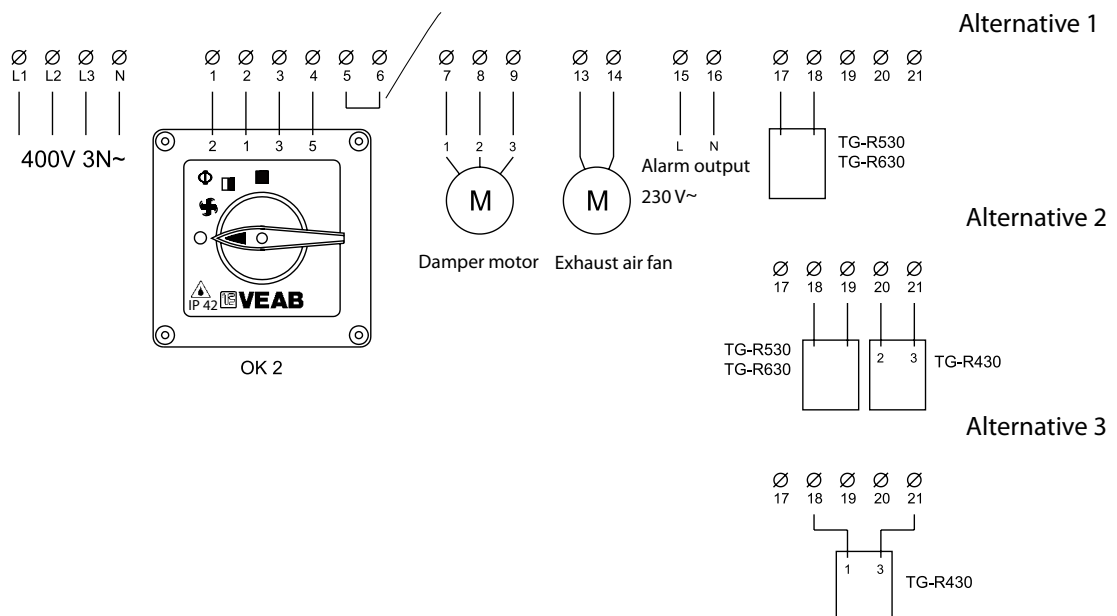 Alternative 1
L1 L2 L3 N 1 2 3 4 5 6 7 8 9 13 14 15 16 17 18 19 20 21
400V 3N~
2 1 3 5
1 2 3
L N
M
M
Alarm output
230 V~
TG-R530
TG-R630
IP 42 VEAB
OK 2
Damper motor
Exhaust air fan
Alternative 2
17 18 19 20 21
TG-R530
TG-R630
2 3
TG-R430
Alternative 3
17 18 19 20 21
1 3
TG-R430